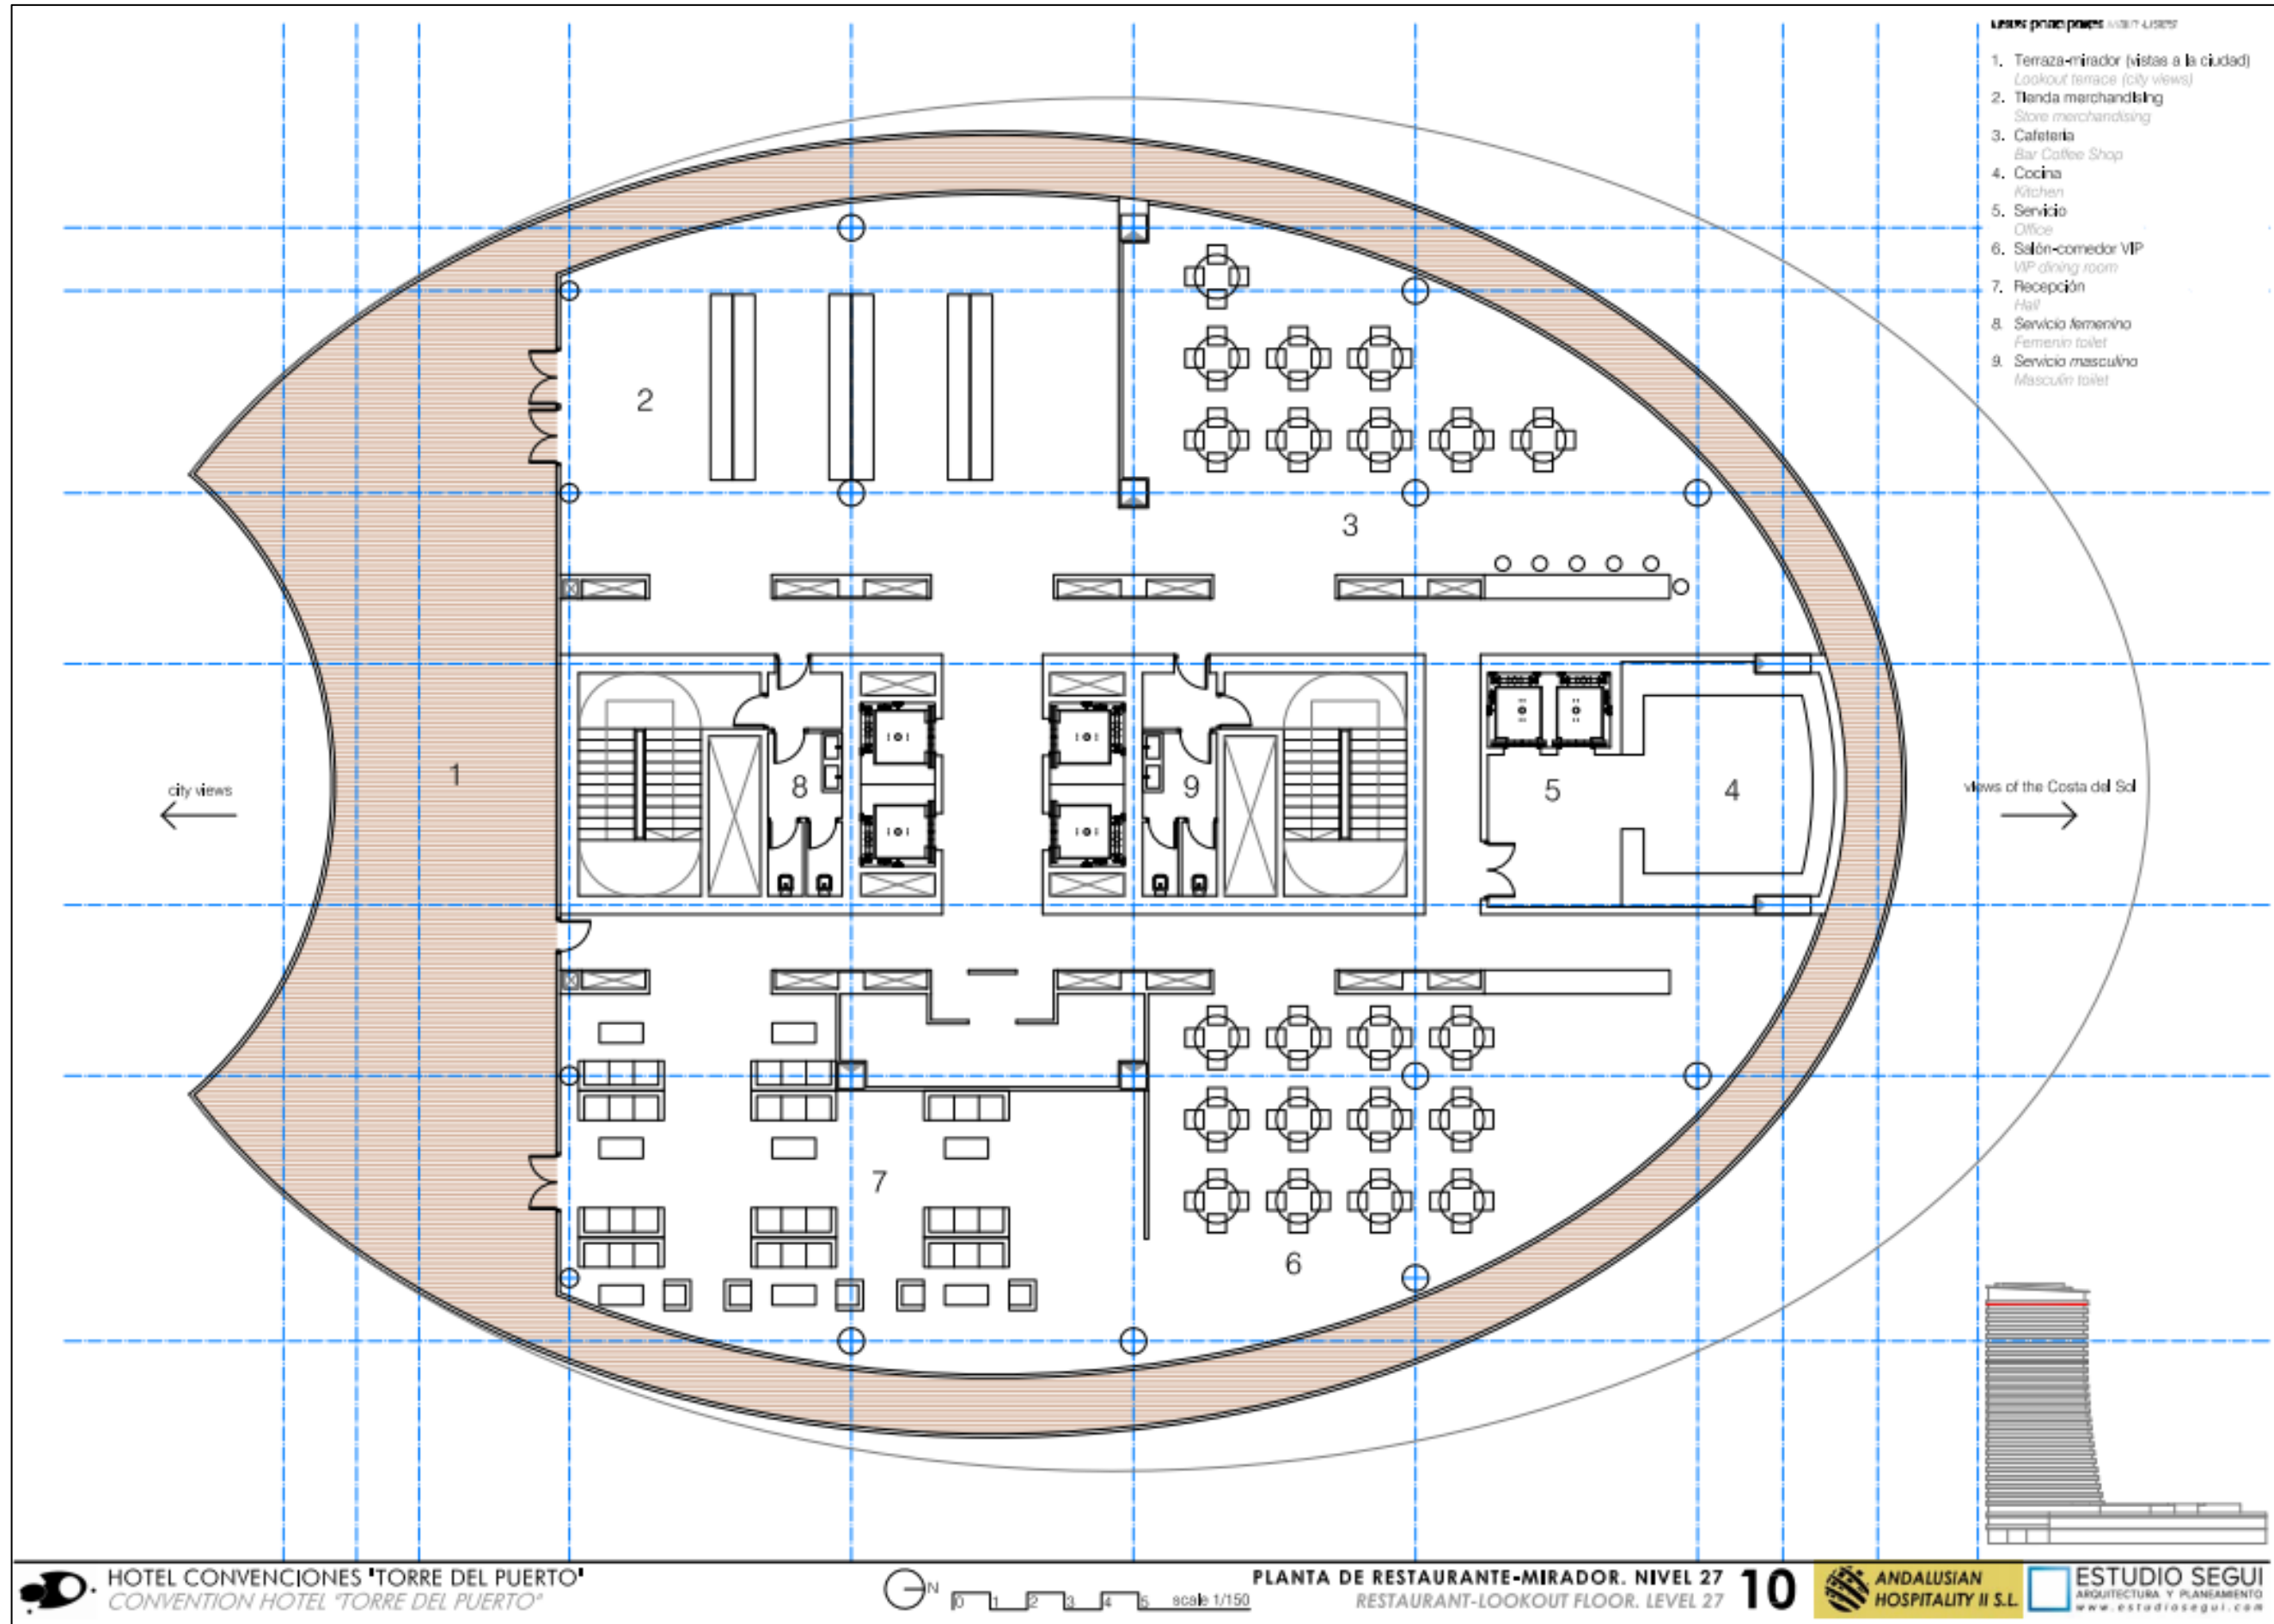 1. Terraza-mirador (vistas a la ciudad)
Lookout terrace (city views)
2. Tienda merchandising
Store merchandising
3. Cafetería
Bar Coffee Shop
4. Cocina
Kitchen
5. Servicio
Office
6. Salón-comedor VIP
VIP dining room
7. Recepción
Hall
8. Servicio femenino
Femenin toilet
9. Servicio masculino
Masculin toilet
2
3
1
city views
8
9
5
4
views of the Costa del Sol
7
6
HOTEL CONVENCIONES "TORRE DEL PUERTO"
CONVENTION HOTEL "TORRE DEL PUERTO"
N
0 1 2 3 4 5 scale 1/150
PLANTA DE RESTAURANTE-MIRADOR. NIVEL 27
RESTAURANT-LOOKOUT FLOOR. LEVEL 27
10
ANDALUSIAN
HOSPITALITY II S.L.
ESTUDIO SEGUI
ARQUITECTURA Y PLANEAMIENTO
www.estudiosegui.com